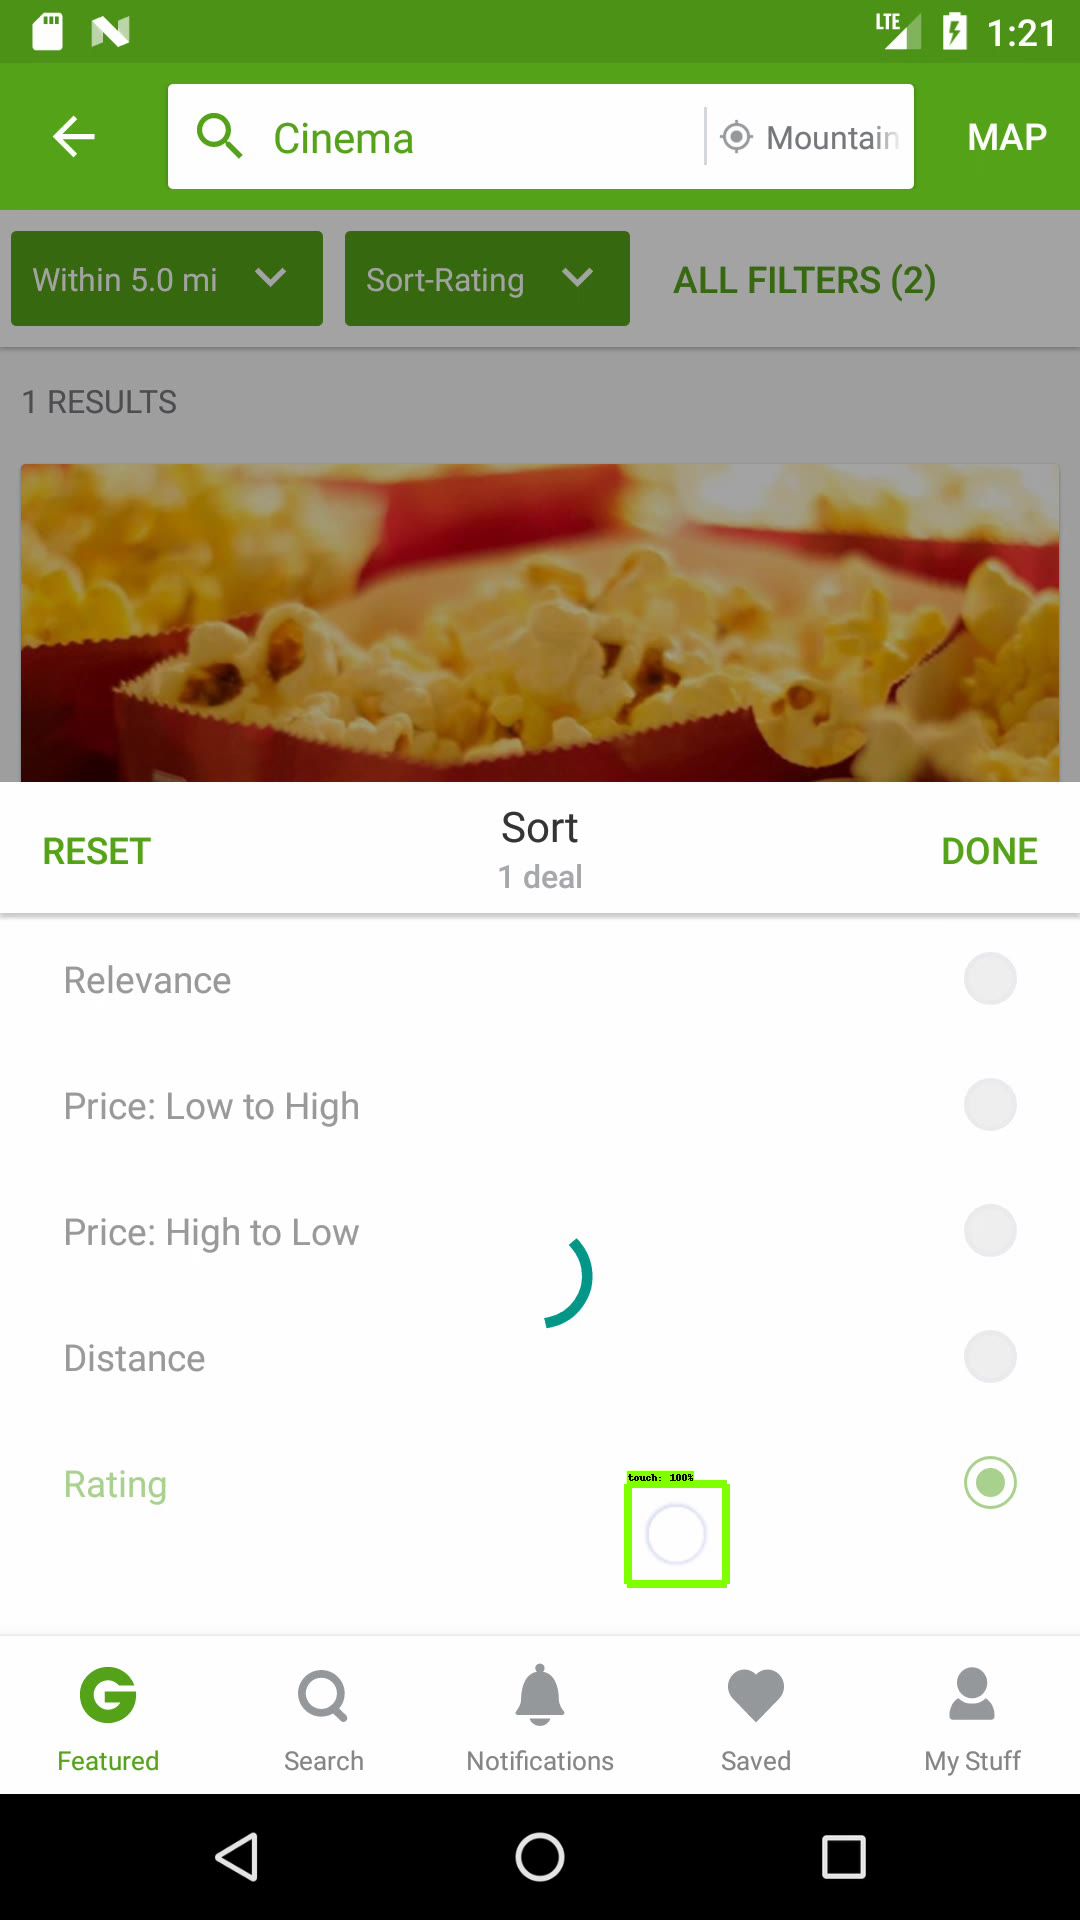 LTE 1:21
Cinema Mountain MAP
Within 5.0 mi Sort-Rating ALL FILTERS (2)
1 RESULTS
RESET Sort DONE
1 deal
Relevance
Price: Low to High
Price: High to Low
Distance
Rating
touch: 100%
Featured Search Notifications Saved My Stuff